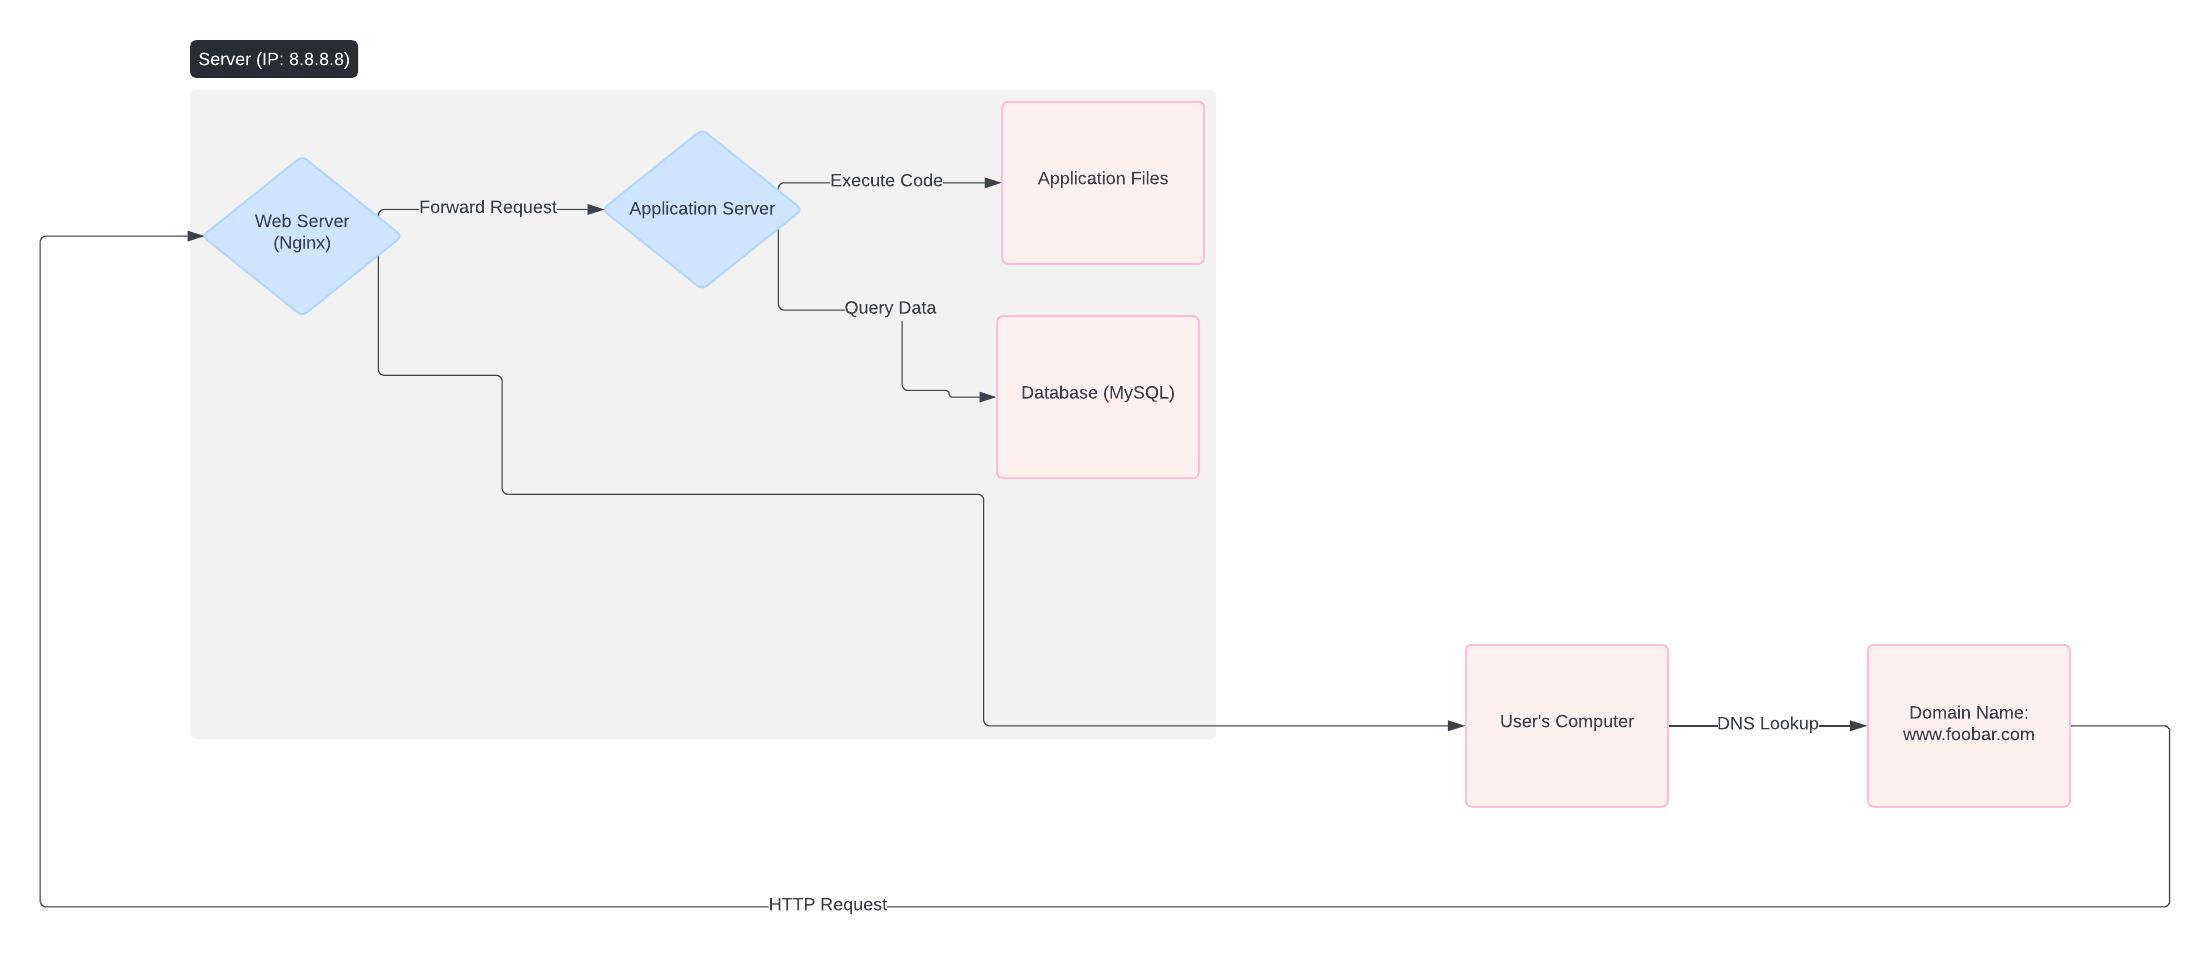 Server (IP: 8.8.8.8)
Web Server
(Nginx)
Forward Request
Application Server
Execute Code
Application Files
Query Data
Database (MySQL)
User's Computer
DNS Lookup
Domain Name:
www.foobar.com
HTTP Request